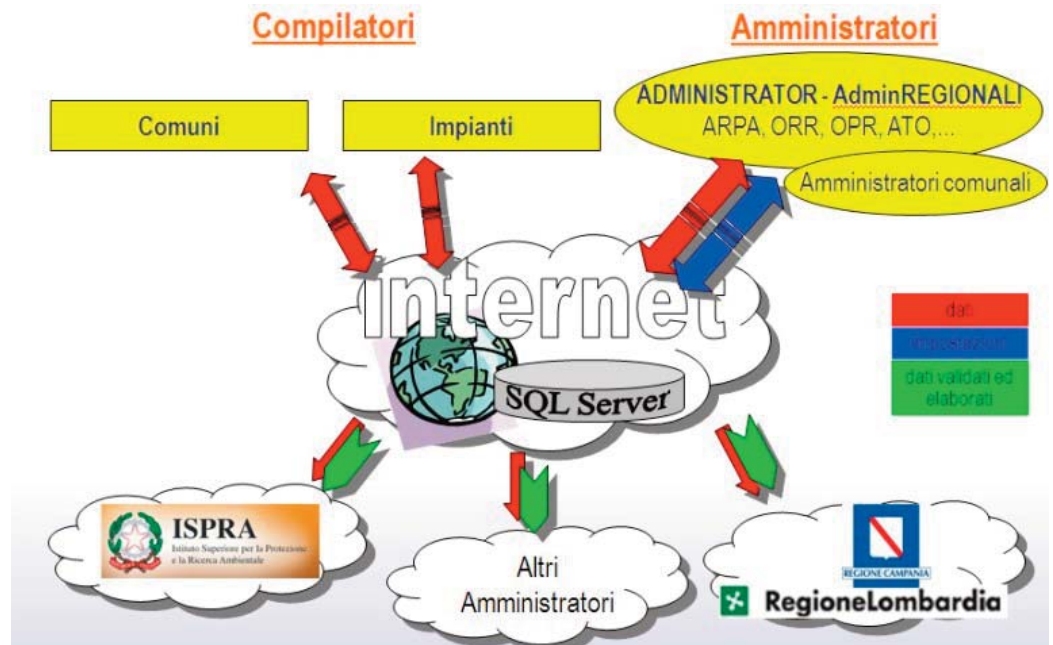 Compilatori
Amministratori
Comuni
Impianti
ADMINISTRATOR - AdminREGIONALI
ARPA, ORR, OPR, ATO,...
Amministratori comunali
internet
SQL Server
dati
impostazioni
dati validati ed
elaborati
ISPRA
Istituto Superiore per la Protezione
e la Ricerca Ambientale
Altri
Amministratori
REGIONE CAMPANIA
RegioneLombardia